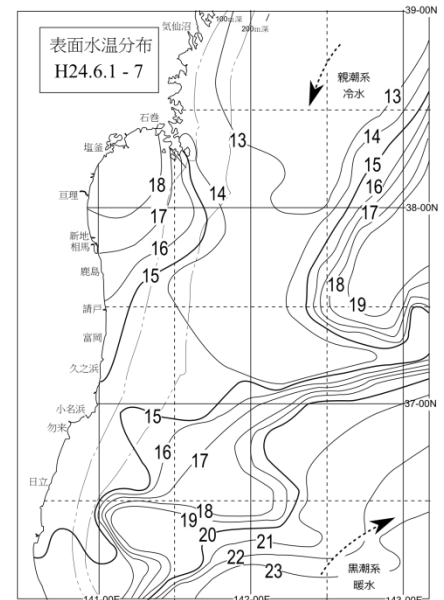 表面水温分布
H24.6.1 - 7
39-00N
気仙沼
100m深
200m深
親潮系
冷水
13
石巻
13
14
塩釜
15
18
16
亘理
14
17
17
38-00N
新地
相馬
16
鹿島
15
18
19
請戸
富岡
久之浜
37-00N
小名浜
15
勿来
16
17
日立
18
19
20
21
22
23
黒潮系
暖水
141-00E
142-00E
143-00E